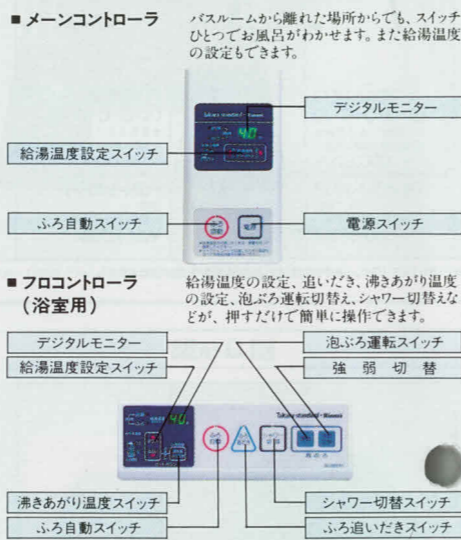 ■ メーンコントローラ
バスルームから離れた場所からでも、スイッチ
ひとつでお風呂がわかせます。また給湯温度
の設定もできます。
デジタルモニター
給湯温度設定スイッチ
40
ふろ自動スイッチ
ふろ
自動
電源
電源スイッチ
■ フロコントローラ
(浴室用)
給湯温度の設定、追いだき、沸きあがり温度
の設定、泡ぶろ運転切替え、シャワー切替えな
どが、押すだけで簡単に操作できます。
デジタルモニター
泡ぶろ運転スイッチ
給湯温度設定スイッチ
強弱切替
Takara standard
40
沸きあがり温度スイッチ
シャワー切替スイッチ
ふろ自動スイッチ
ふろ追いだきスイッチ